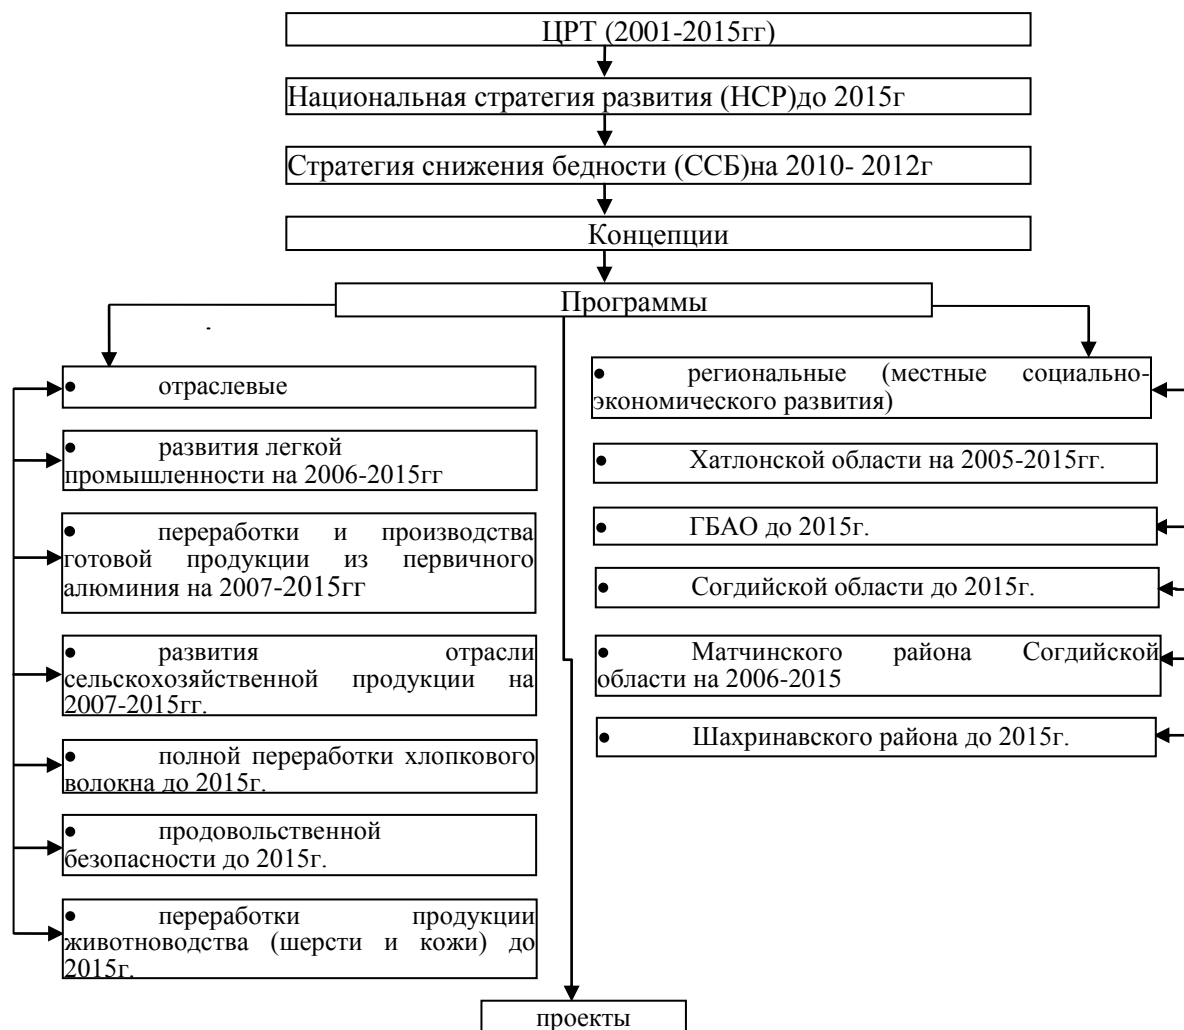 ЦРТ (2001-2015гг)
Национальная стратегия развития (НСР)до 2015г
Стратегия снижения бедности (ССБ)на 2010- 2012г
Концепции
Программы
● отраслевые
● развития легкой
промышленности на 2006-2015гг
● переработки и производства
готовой продукции из первичного
алюминия на 2007-2015гг
● развития отрасли
сельскохозяйственной продукции на
2007-2015гг.
● полной переработки хлопкового
волокна до 2015г.
● продовольственной
безопасности до 2015г.
● переработки продукции
животноводства (шерсти и кожи) до
2015г.
● региональные (местные социально-
экономического развития)
● Хатлонской области на 2005-2015гг.
● ГБАО до 2015г.
● Согдийской области до 2015г.
● Матчинского района Согдийской
области на 2006-2015
● Шахринавского района до 2015г.
проекты